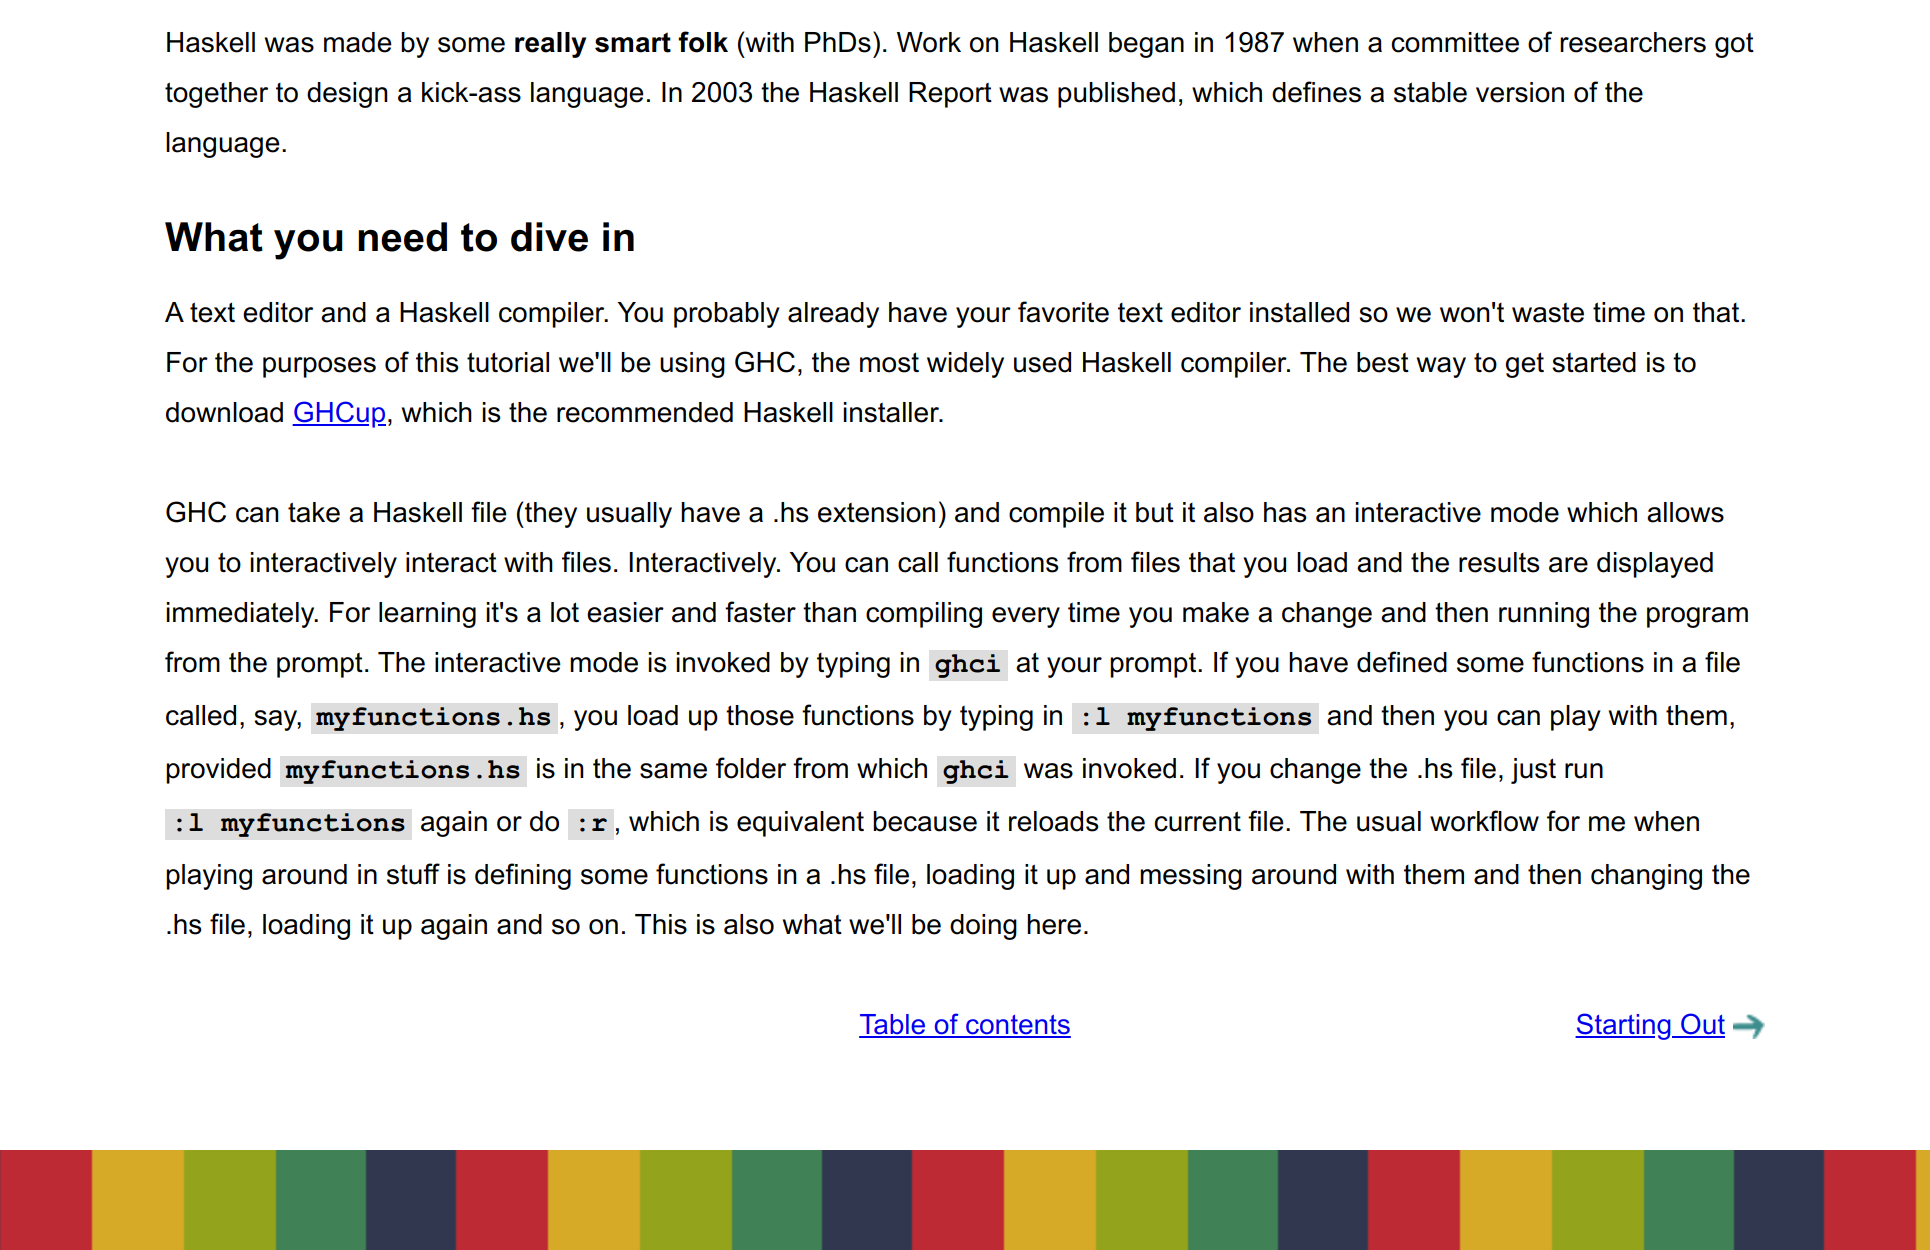 Haskell was made by some really smart folk (with PhDs). Work on Haskell began in 1987 when a committee of researchers got
together to design a kick-ass language. In 2003 the Haskell Report was published, which defines a stable version of the
language.
What you need to dive in
A text editor and a Haskell compiler. You probably already have your favorite text editor installed so we won't waste time on that.
For the purposes of this tutorial we'll be using GHC, the most widely used Haskell compiler. The best way to get started is to
download GHCup, which is the recommended Haskell installer.
GHC can take a Haskell file (they usually have a .hs extension) and compile it but it also has an interactive mode which allows
you to interactively interact with files. Interactively. You can call functions from files that you load and the results are displayed
immediately. For learning it's a lot easier and faster than compiling every time you make a change and then running the program
from the prompt. The interactive mode is invoked by typing in ghci at your prompt. If you have defined some functions in a file
called, say, myfunctions.hs, you load up those functions by typing in :l myfunctions and then you can play with them,
provided myfunctions.hs is in the same folder from which ghci was invoked. If you change the .hs file, just run
:l myfunctions again or do :r, which is equivalent because it reloads the current file. The usual workflow for me when
playing around in stuff is defining some functions in a .hs file, loading it up and messing around with them and then changing the
.hs file, loading it up again and so on. This is also what we'll be doing here.
Table of contents
Starting Out